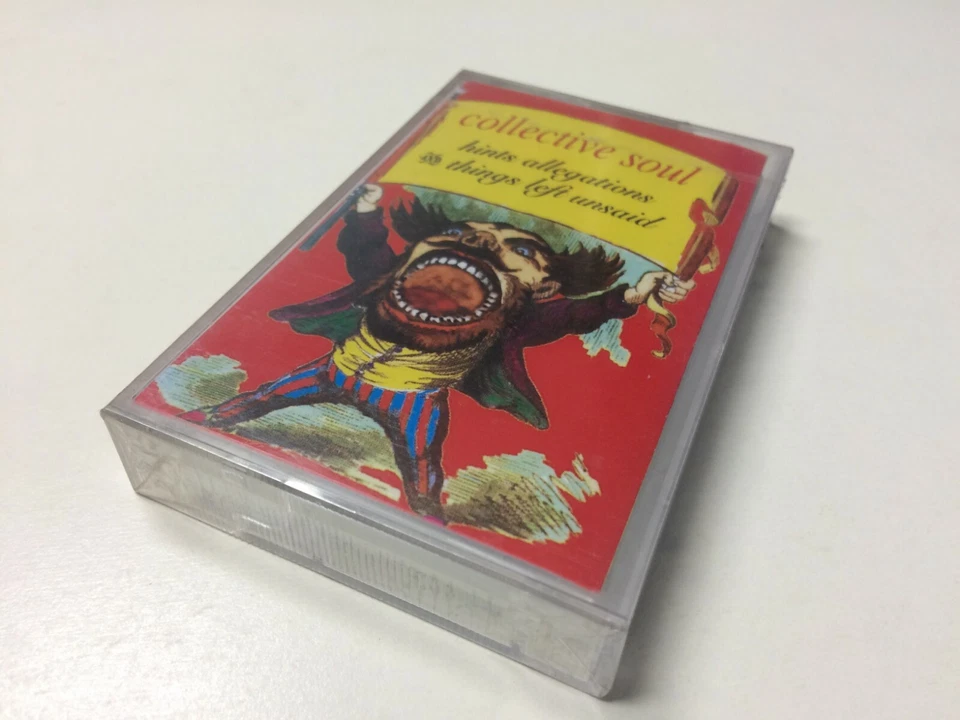 collective soul
hints allegations
& things left unsaid